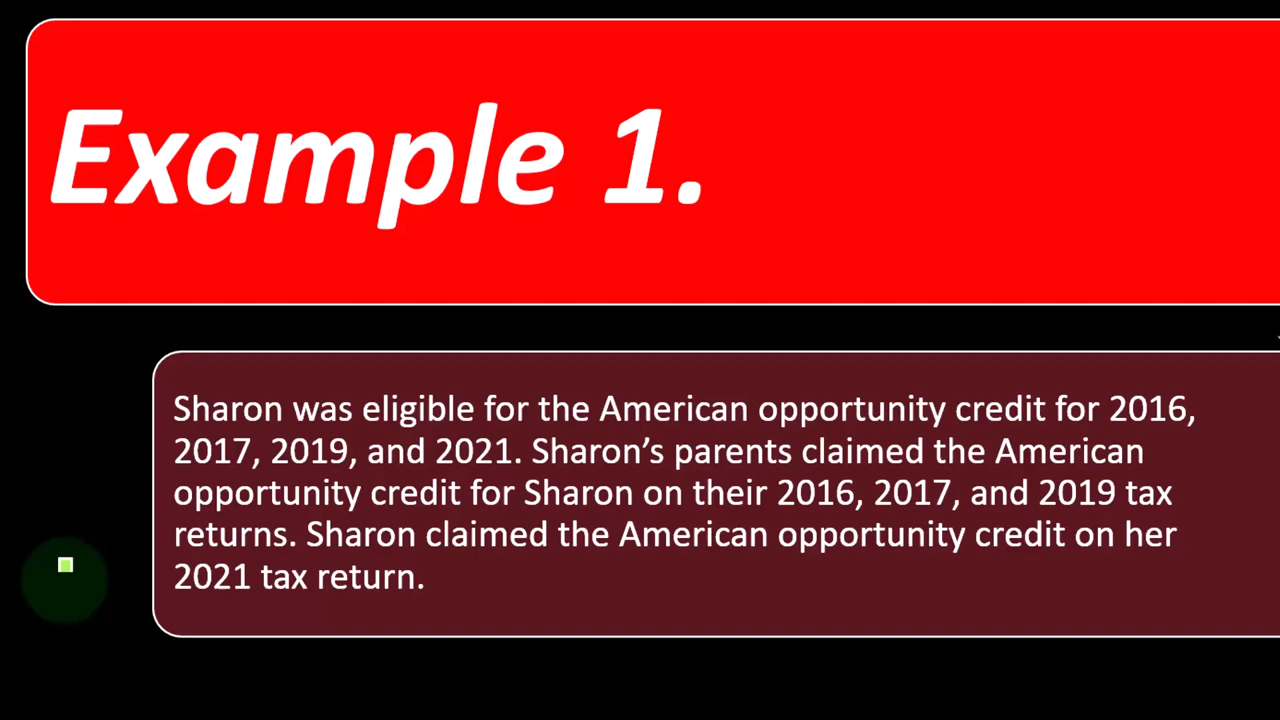 Example 1.
Sharon was eligible for the American opportunity credit for 2016,
2017, 2019, and 2021. Sharon’s parents claimed the American
opportunity credit for Sharon on their 2016, 2017, and 2019 tax
returns. Sharon claimed the American opportunity credit on her
2021 tax return.